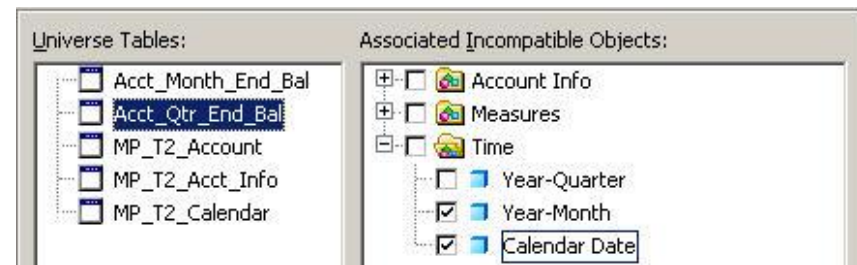 Universe Tables:
Acct_Month_End_Bal
Acct_Qtr_End_Bal
MP_T2_Account
MP_T2_Acct_Info
MP_T2_Calendar
Associated Incompatible Objects:
Account Info
Measures
Time
Year-Quarter
Year-Month
Calendar Date